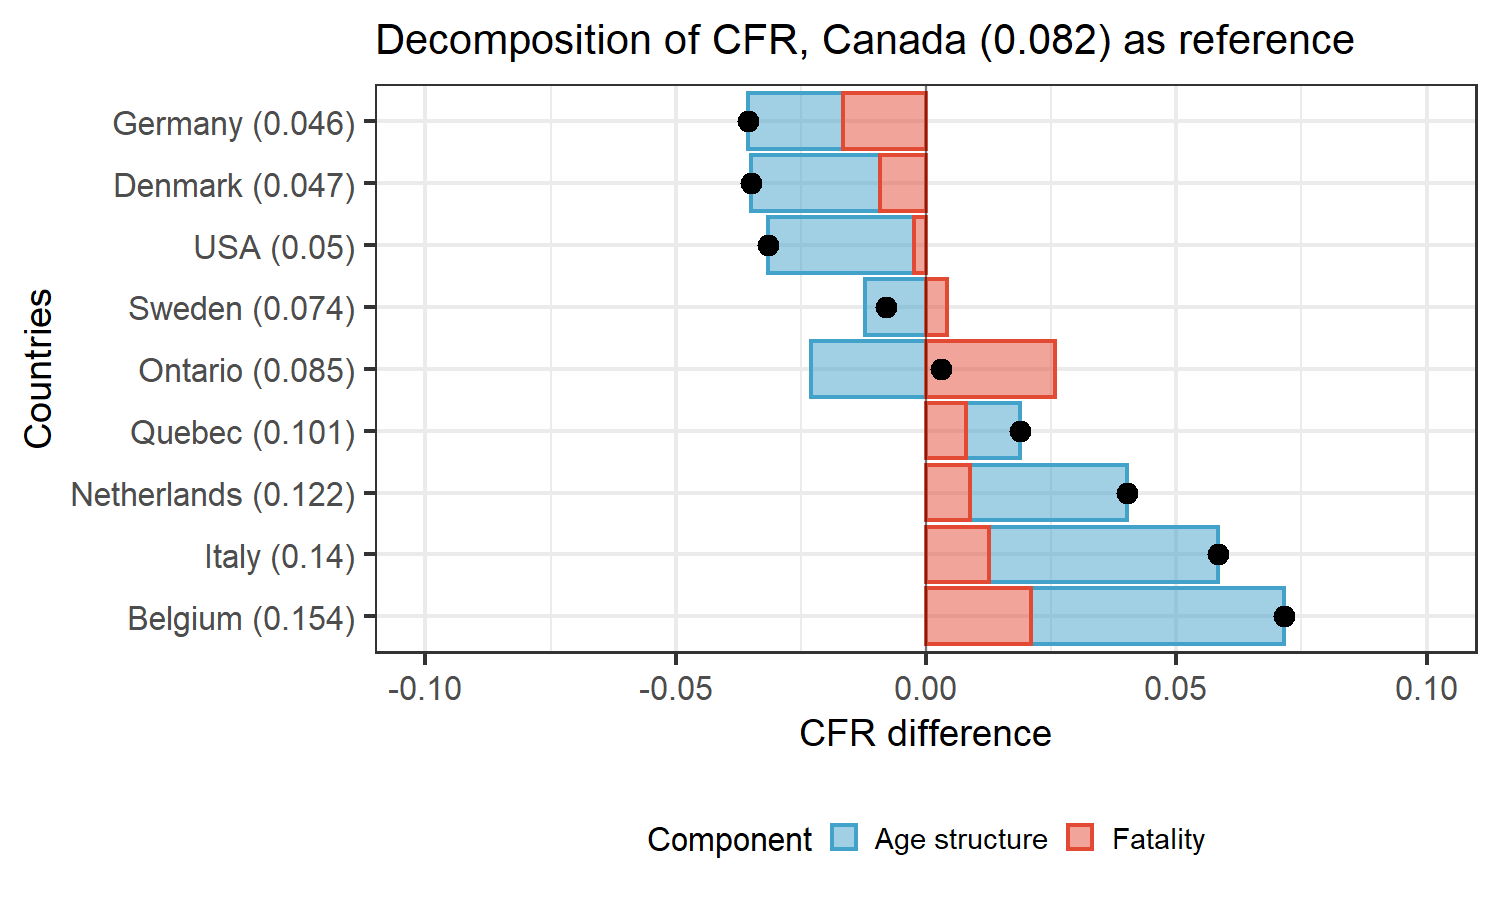 Decomposition of CFR, Canada (0.082) as reference
Countries
Germany (0.046)
Denmark (0.047)
USA (0.05)
Sweden (0.074)
Ontario (0.085)
Quebec (0.101)
Netherlands (0.122)
Italy (0.14)
Belgium (0.154)
-0.10 -0.05 0.00 0.05 0.10
CFR difference
Component Age structure Fatality